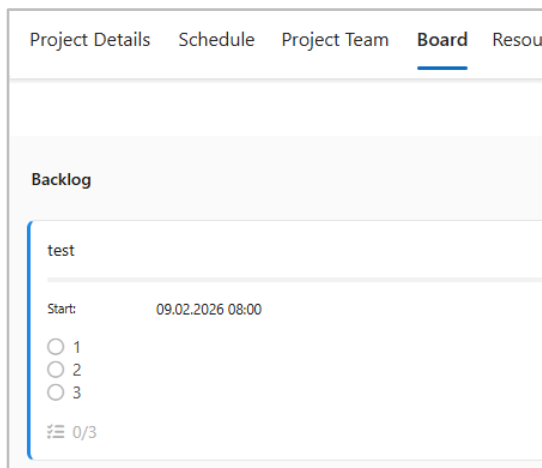 Project Details Schedule Project Team Board Resou
Backlog
test
Start: 09.02.2026 08:00
1
2
3
0/3